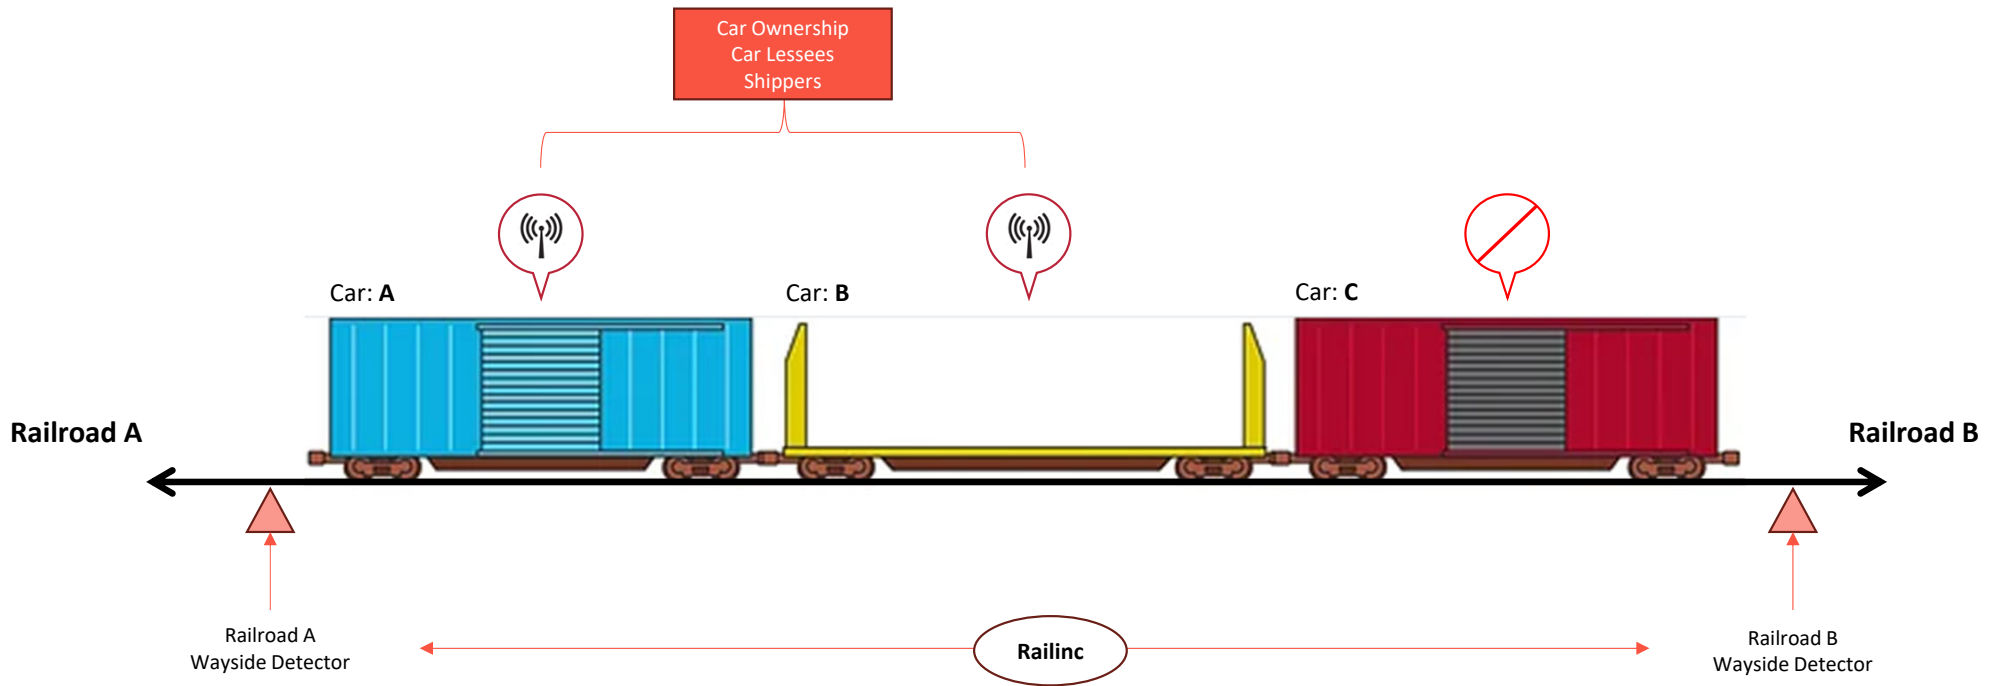 Car Ownership
Car Lessees
Shippers
Car: A
Car: B
Car: C
Railroad A
Railroad B
Railroad A
Wayside Detector
Railinc
Railroad B
Wayside Detector